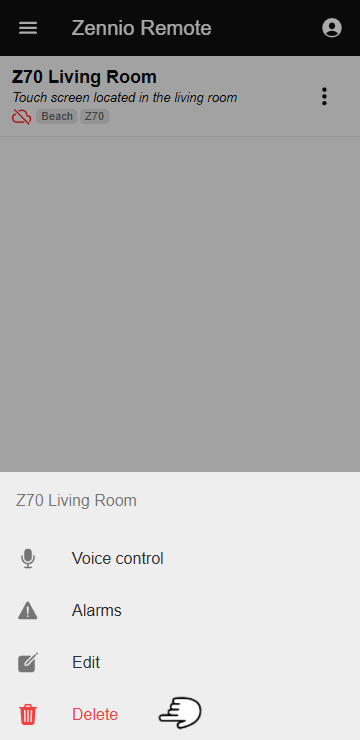 Zennio Remote
Z70 Living Room
Touch screen located in the living room
Beach Z70
Z70 Living Room
Voice control
Alarms
Edit
Delete